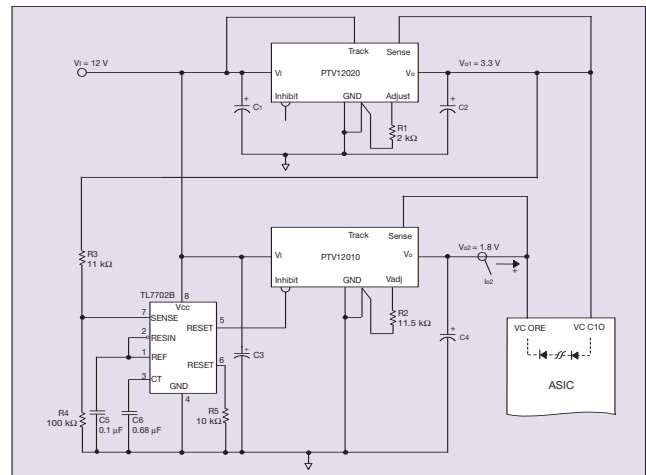 Track Sense
VI = 12 V
VI
PTV12020
Vo
Vo1 = 3.3 V
Inhibit
GND
Adjust
+
C1
+
C2
R1
2 kΩ
Track Sense
VI
PTV12010
Vo
Vo2 = 1.8 V
Io2
+
Inhibit
GND
Vadj
R3
11 kΩ
TL7702B
8
Vcc
7
SENSE
2
RESIN
1
REF
3
CT
RESET
5
RESET
6
GND
4
+
C3
R2
11.5 kΩ
+
C4
R4
100 kΩ
C5
0.1 µF
C6
0.68 µF
R5
10 kΩ
VC ORE
VC C1O
ASIC